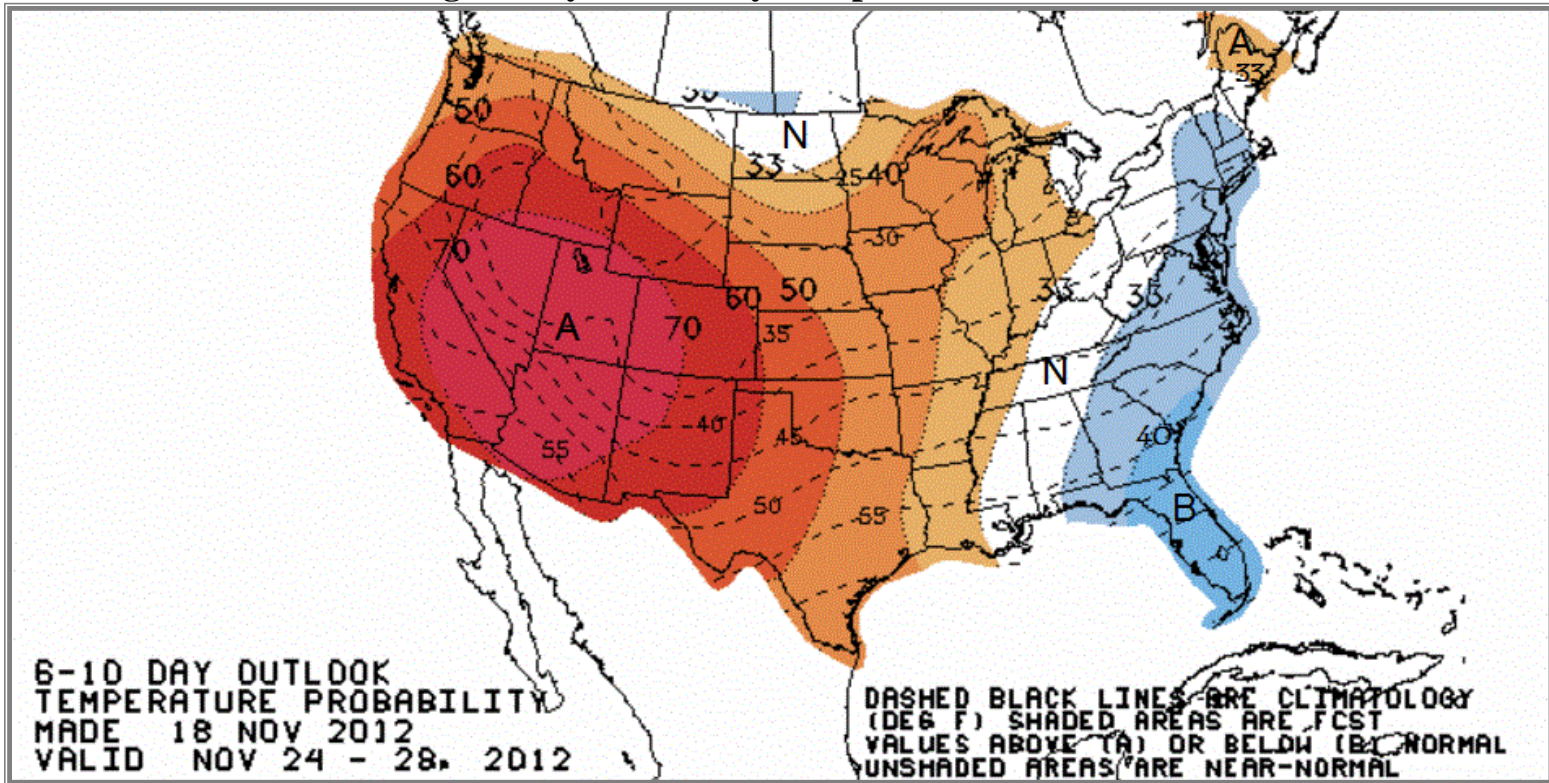 A
33
50
N
33
40
60
30
70
60 50 33
A 70 35
N
40 45 40
55
50 55 B
6-10 DAY OUTLOOK
TEMPERATURE PROBABILITY
MADE 18 NOV 2012
VALID NOV 24 - 28, 2012
DASHED BLACK LINES ARE CLIMATOLOGY
(DEG F) SHADED AREAS ARE FCST
VALUES ABOVE (A) OR BELOW (B) NORMAL
UNSHADED AREAS ARE NEAR-NORMAL